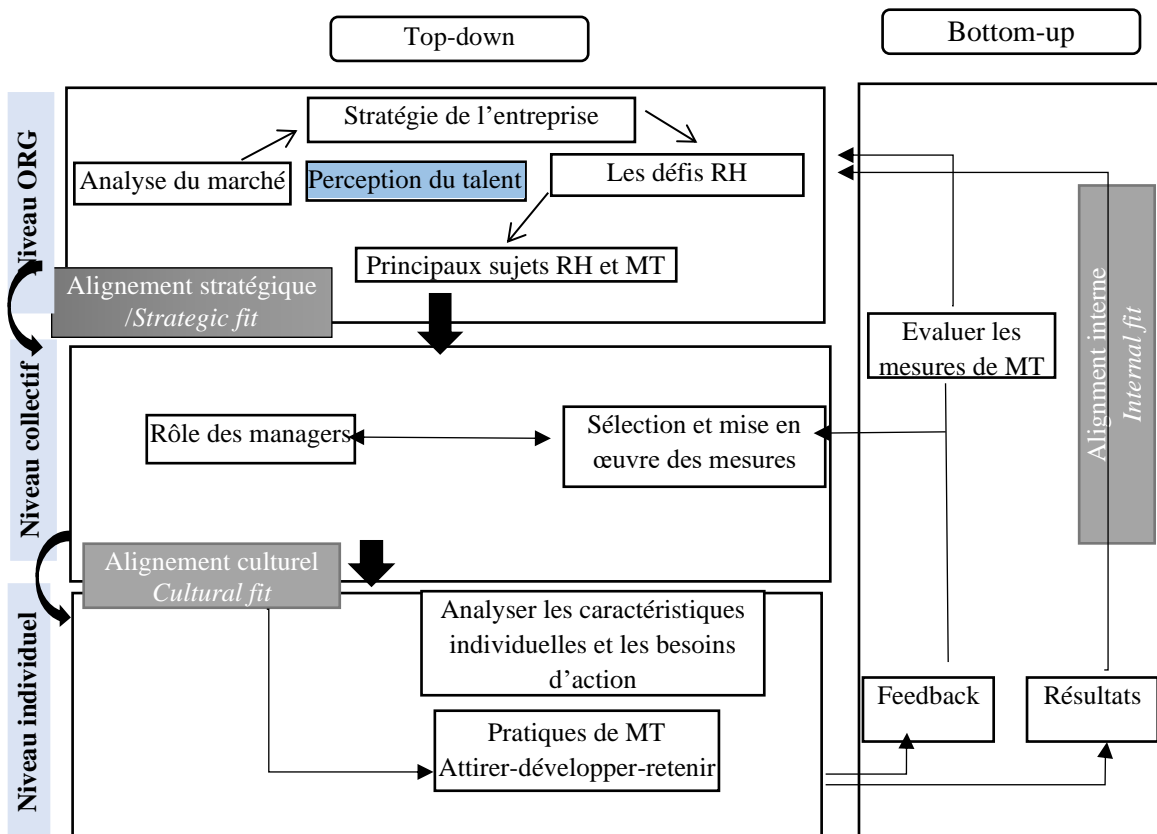 Top-down
Bottom-up
Niveau ORG
Stratégie de l’entreprise
Analyse du marché
Perception du talent
Les défis RH
Principaux sujets RH et MT
Alignement stratégique
/Strategic fit
Niveau collectif
Rôle des managers
Sélection et mise en
œuvre des mesures
Alignement culturel
Cultural fit
Niveau individuel
Analyser les caractéristiques
individuelles et les besoins
d’action
Pratiques de MT
Attirer-développer-retenir
Evaluer les
mesures de MT
Alignment interne
Internal fit
Feedback
Résultats